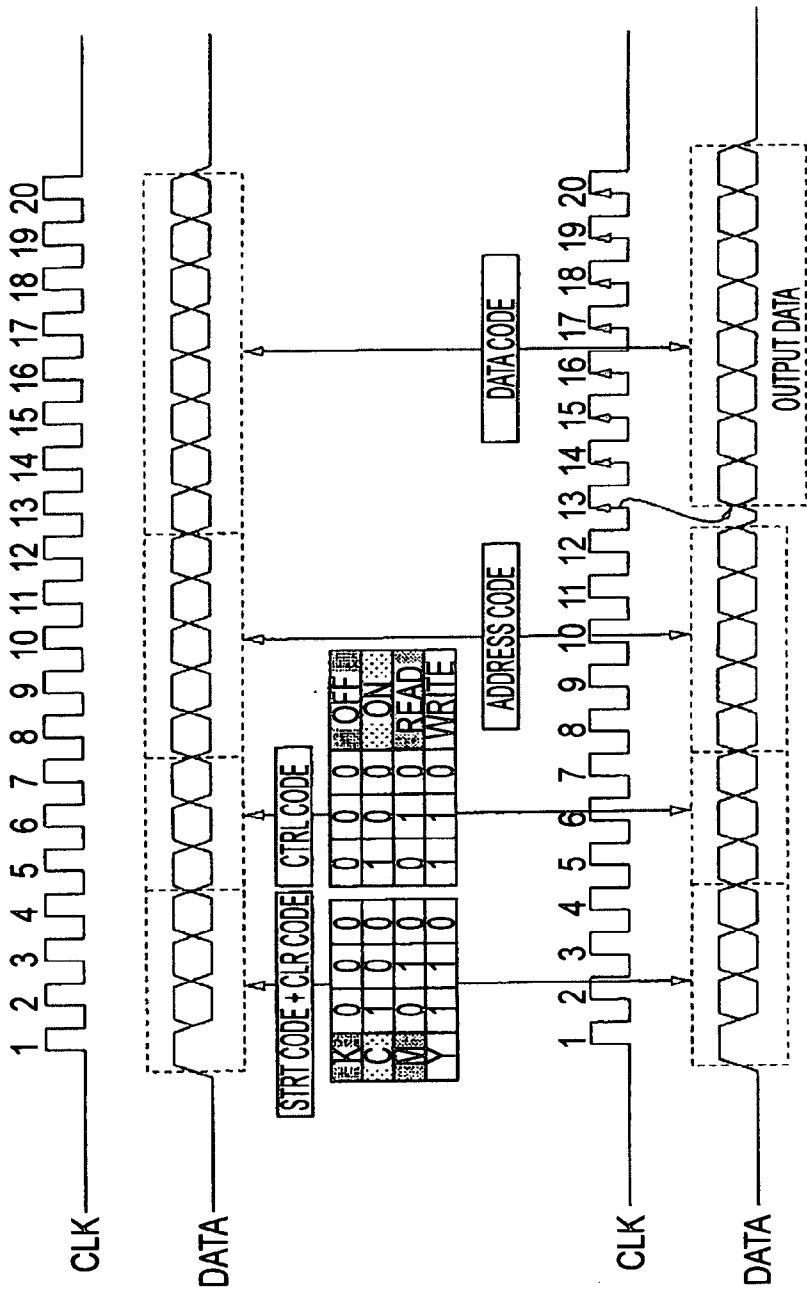 1 2 3 4 5 6 7 8 9 10 11 12 13 14 15 16 17 18 19 20
CLK
DATA
STRT CODE + CLR CODE
CTRL CODE
K 0 0 0
C 1 0 0
M 0 1 0
Y 1 1 0
0 0 0 OFF
1 0 0 ON
0 1 0 READ
1 1 0 WRITE
ADDRESS CODE
DATA CODE
1 2 3 4 5 6 7 8 9 10 11 12 13 14 15 16 17 18 19 20
CLK
DATA
OUTPUT DATA